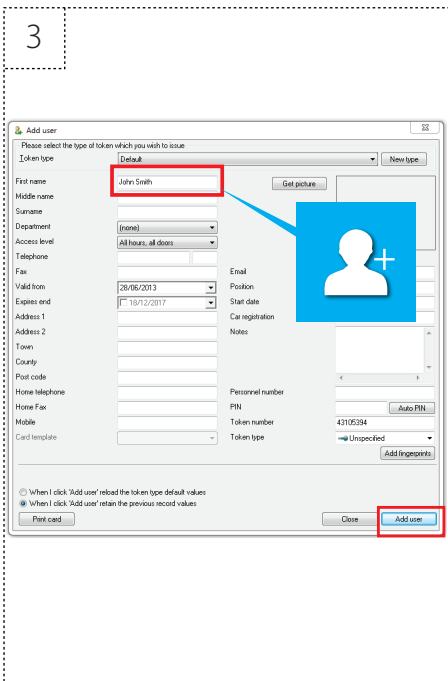 3
Add user
Please select the type of token which you wish to issue
Token type Default New type
First name John Smith Get picture
Middle name
Surname
Department (none)
Access level All hours, all doors
Telephone
Fax Email
Valid from 28/06/2013 Position
Expires end 18/12/2017 Start date
Address 1 Car registration
Address 2 Notes
Town
County
Post code
Home telephone Personnel number
Home Fax PIN Auto PIN
Mobile Token number 43105394
Card template Token type Unspecified
Add fingerprints
When I click 'Add user' reload the token type default values
When I click 'Add user' retain the previous record values
Print card Close Add user